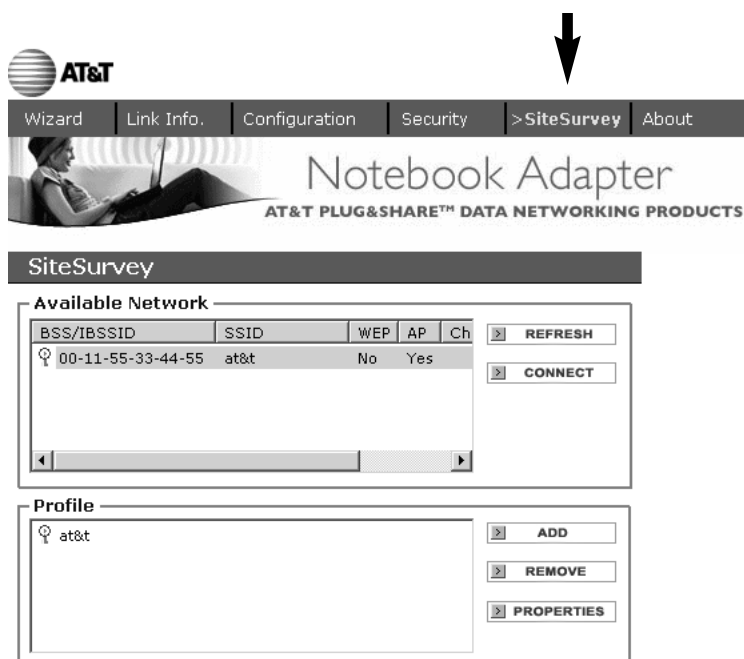 AT&T
Wizard Link Info. Configuration Security >SiteSurvey About
Notebook Adapter
AT&T PLUG&SHARE™ DATA NETWORKING PRODUCTS
SiteSurvey
Available Network
BSS/IBSSID SSID WEP AP Ch
00-11-55-33-44-55 at&t No Yes
REFRESH
CONNECT
Profile
at&t
ADD
REMOVE
PROPERTIES